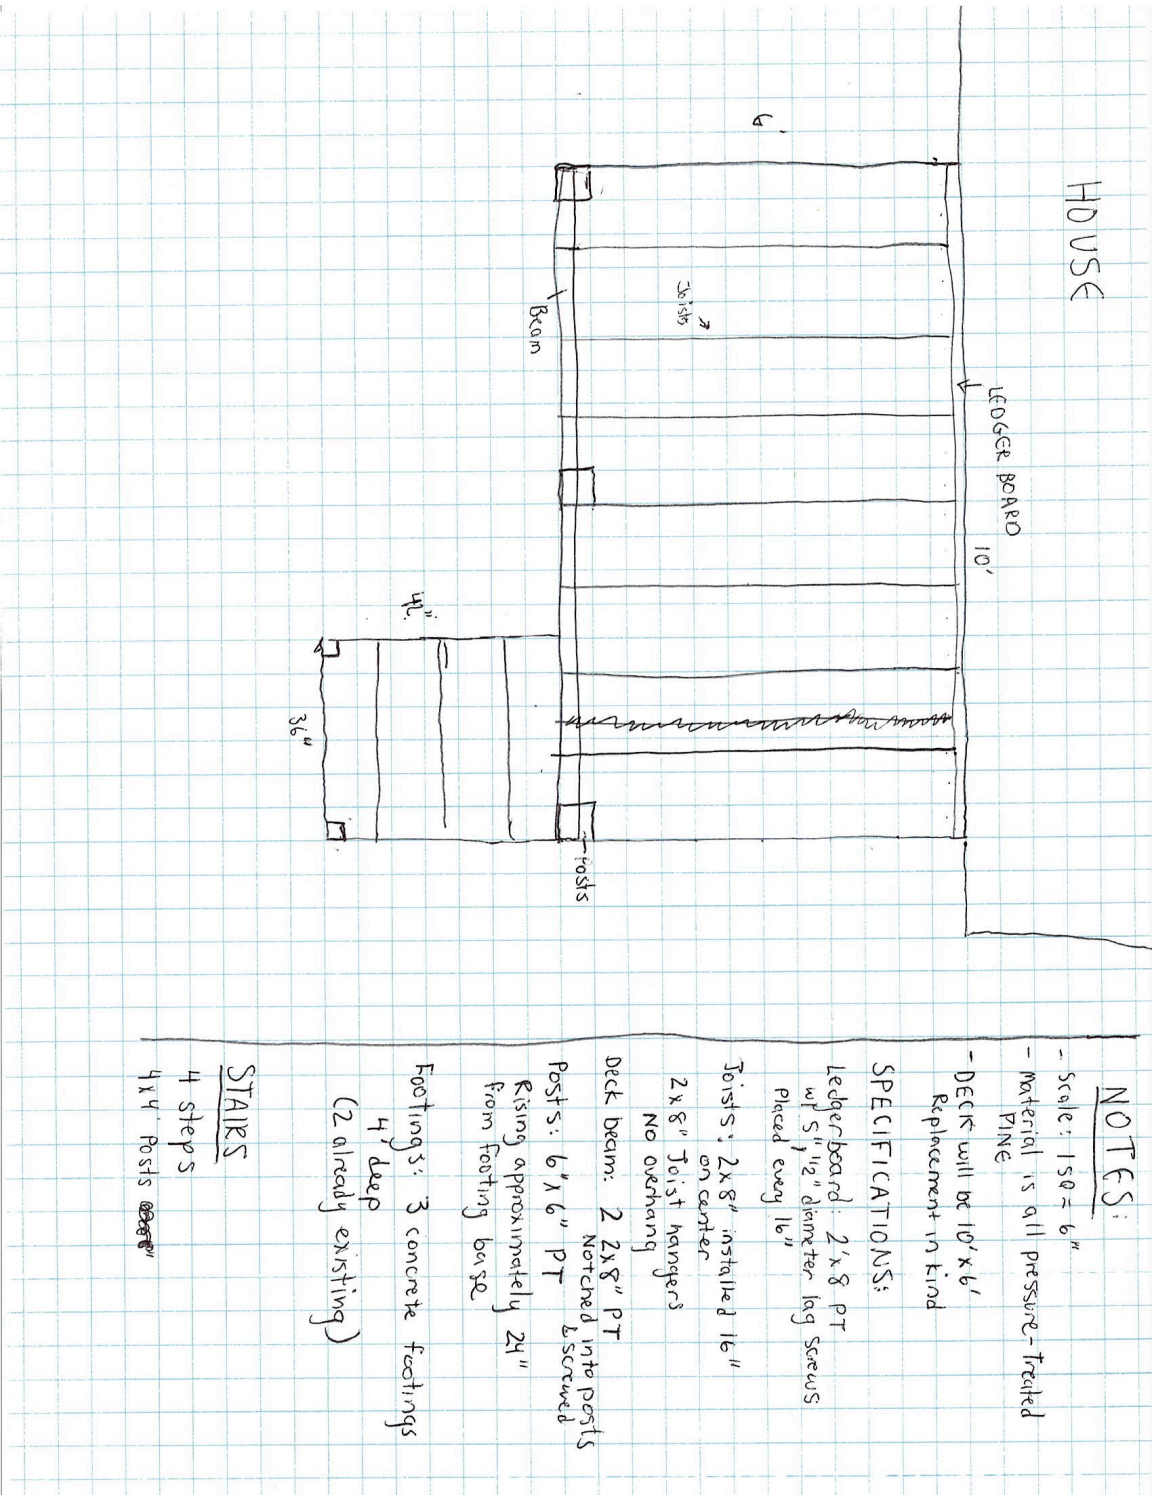 HOUSE
LEDGER BOARD
10'
6'
Joists
Beam
Posts
42"
36"
NOTES:
- Scale: 1 SQ = 6"
- Material is all pressure-treated
PINE
- DECK will be 10'x6'
Replacement in kind
SPECIFICATIONS:
Ledgerboard: 2'x8 PT
w/ 5", 1/2" diameter lag screws
Placed every 16"
Joists: 2x8" installed 16"
on center
2x8" Joist hangers
No overhang
Deck beam: 2 2x8" PT
Notched into posts
& screwed
Posts: 6"x6" PT
Rising approximately 24"
from footing base
Footings: 3 concrete footings
4' deep
(2 already existing)
STAIRS
4 steps
4x4 Posts